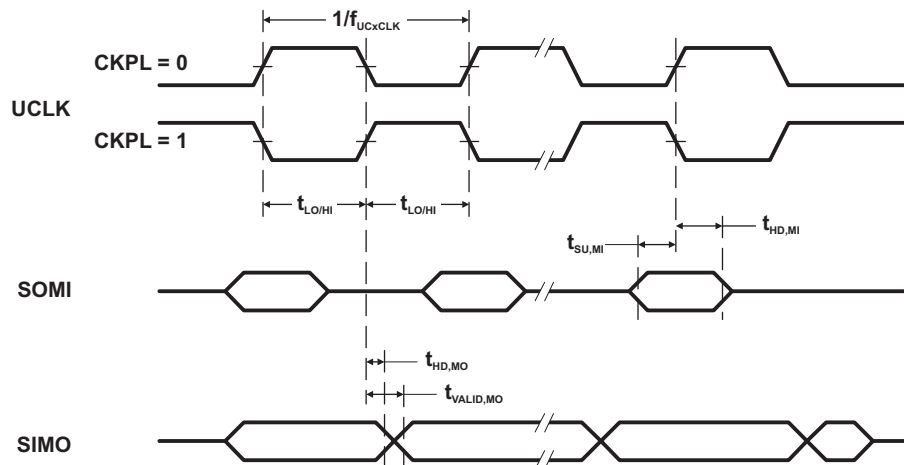 1/fUCxCLK
CKPL = 0
UCLK
CKPL = 1
tLO/HI tLO/HI
tSU,MI
tHD,MI
SOMI
tHD,MO
tVALID,MO
SIMO